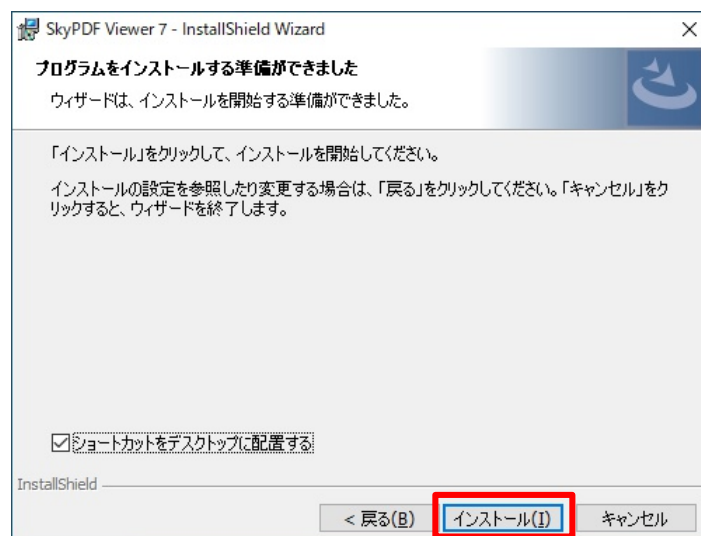 SkyPDF Viewer 7 - InstallShield Wizard
プログラムをインストールする準備ができました
ウィザードは、インストールを開始する準備ができました。
「インストール」をクリックして、インストールを開始してください。
インストールの設定を参照したり変更する場合は、「戻る」をクリックしてください。「キャンセル」をク
リックすると、ウィザードを終了します。
ショートカットをデスクトップに配置する
InstallShield
< 戻る(B) インストール(I) キャンセル